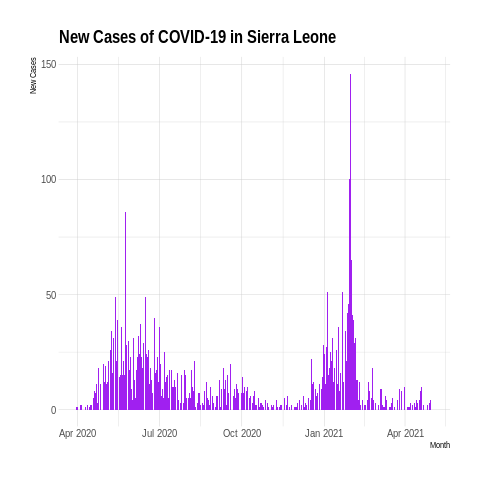 New Cases of COVID-19 in Sierra Leone
New Cases
150
100
50
0
Apr 2020 Jul 2020 Oct 2020 Jan 2021 Apr 2021
Month